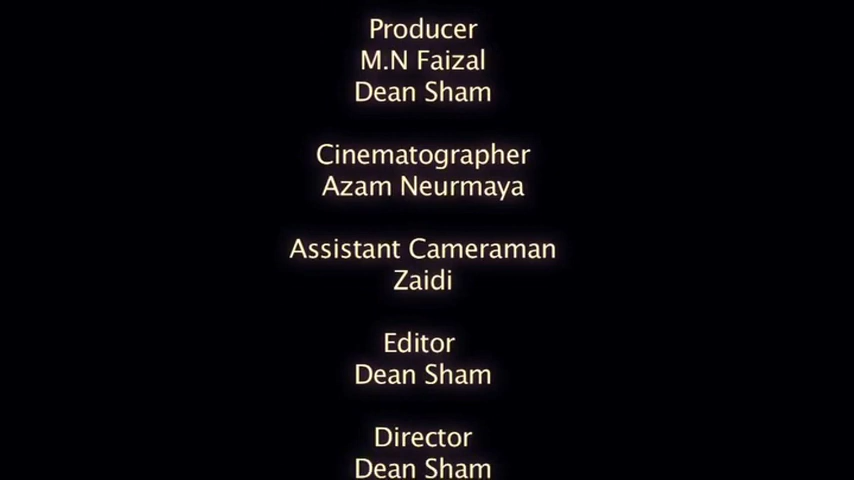 Producer
M.N Faizal
Dean Sham
Cinematographer
Azam Neurmaya
Assistant Cameraman
Zaidi
Editor
Dean Sham
Director
Dean Sham